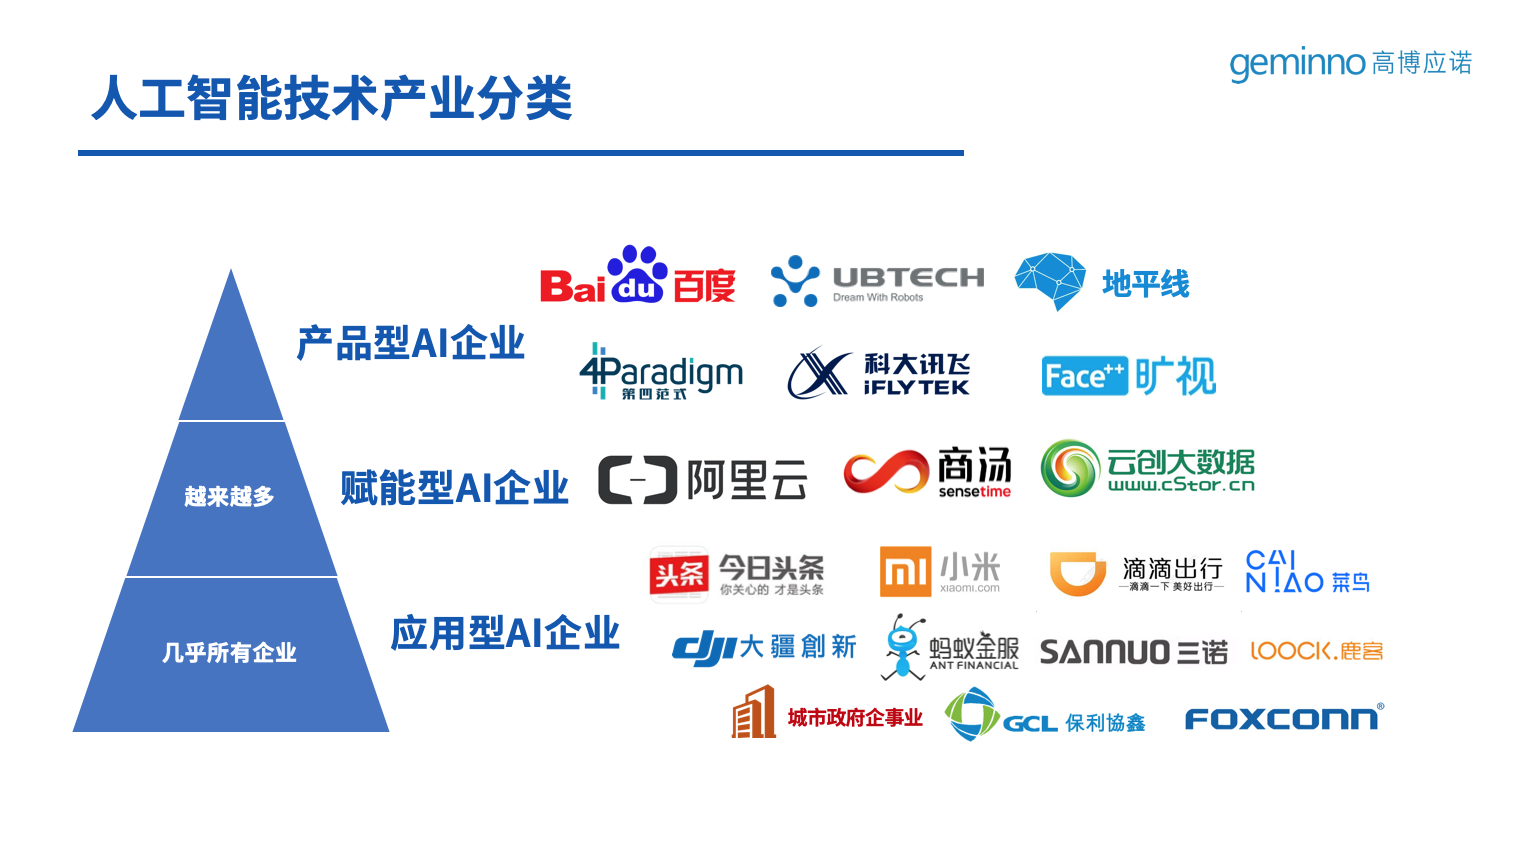 人工智能技术产业分类
geminno 高博应诺
Bai du 百度
UBTECH
Dream With Robots
地平线
产品型AI企业
4Paradigm
第四范式
科大讯飞
iFLYTEK
Face++ 旷视
赋能型AI企业
越来越多
阿里云
商汤
sensetime
云创大数据
www.cStor.cn
头条 今日头条
你关心的 才是头条
mi 小米
xiaomi.com
滴滴出行
—滴滴一下 美好出行—
CAI
NIAO 菜鸟
应用型AI企业
几乎所有企业
dji 大疆創新
蚂蚁金服
ANT FINANCIAL
SANNUO 三诺
LOOCK.鹿客
城市政府企事业
GCL 保利協鑫
FOXCONN®